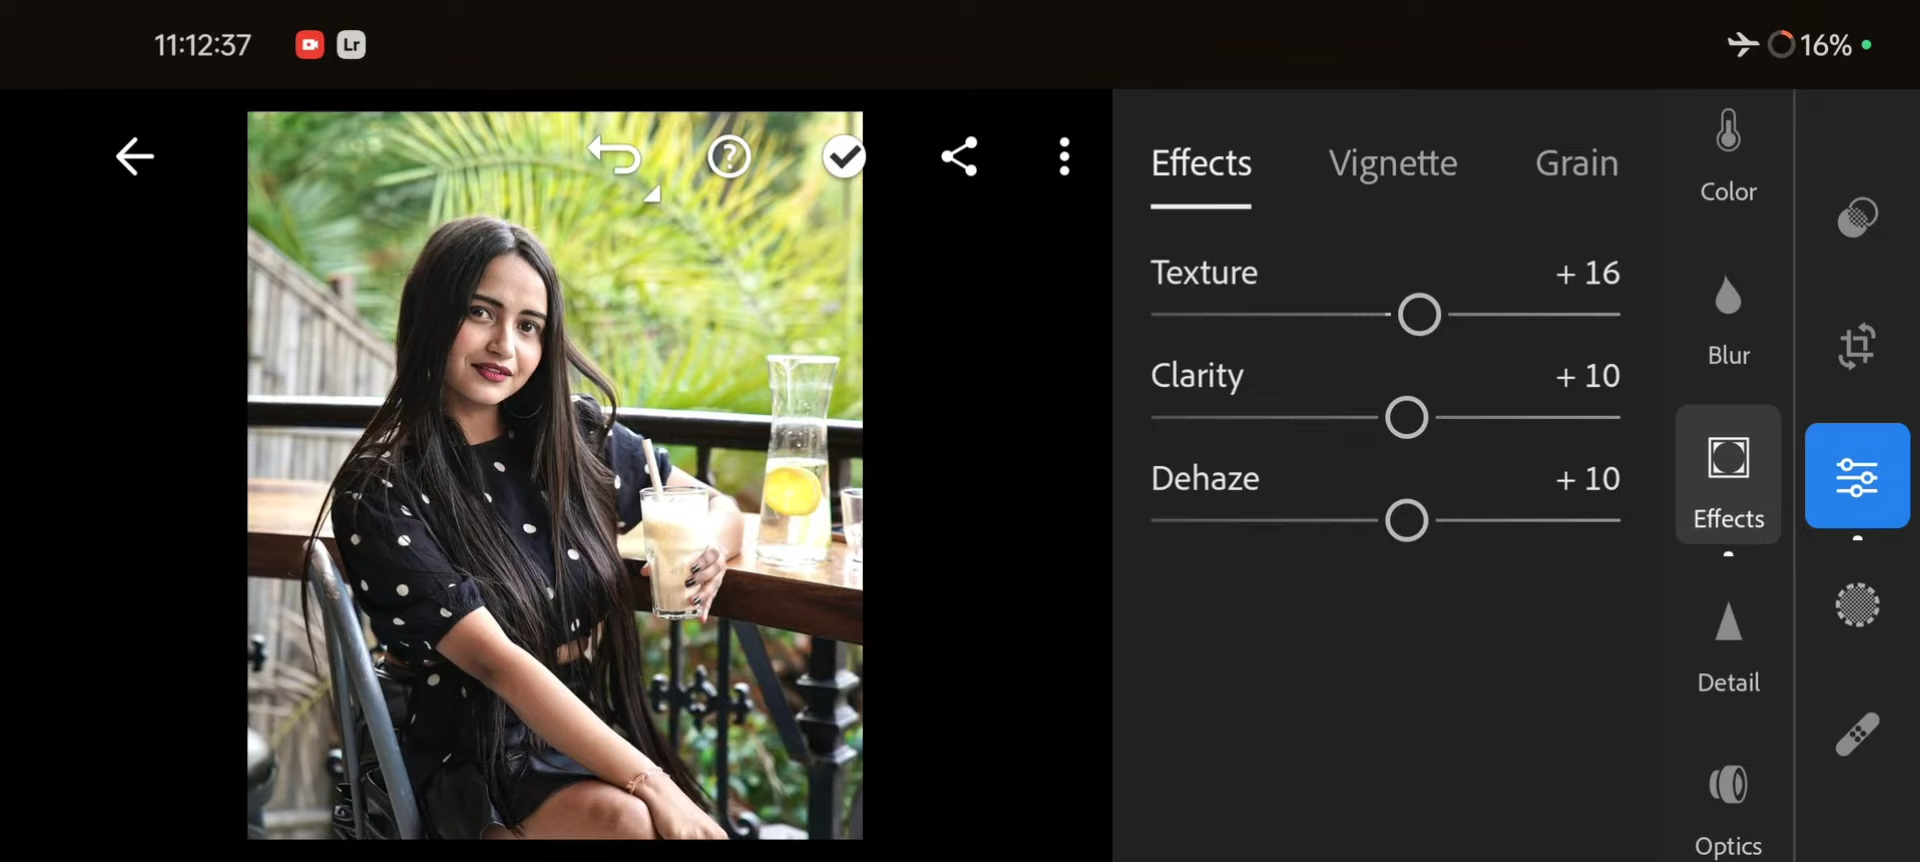 11:12:37 Lr 16%
Effects Vignette Grain
Texture + 16
Clarity + 10
Dehaze + 10
Color
Blur
Effects
Detail
Optics